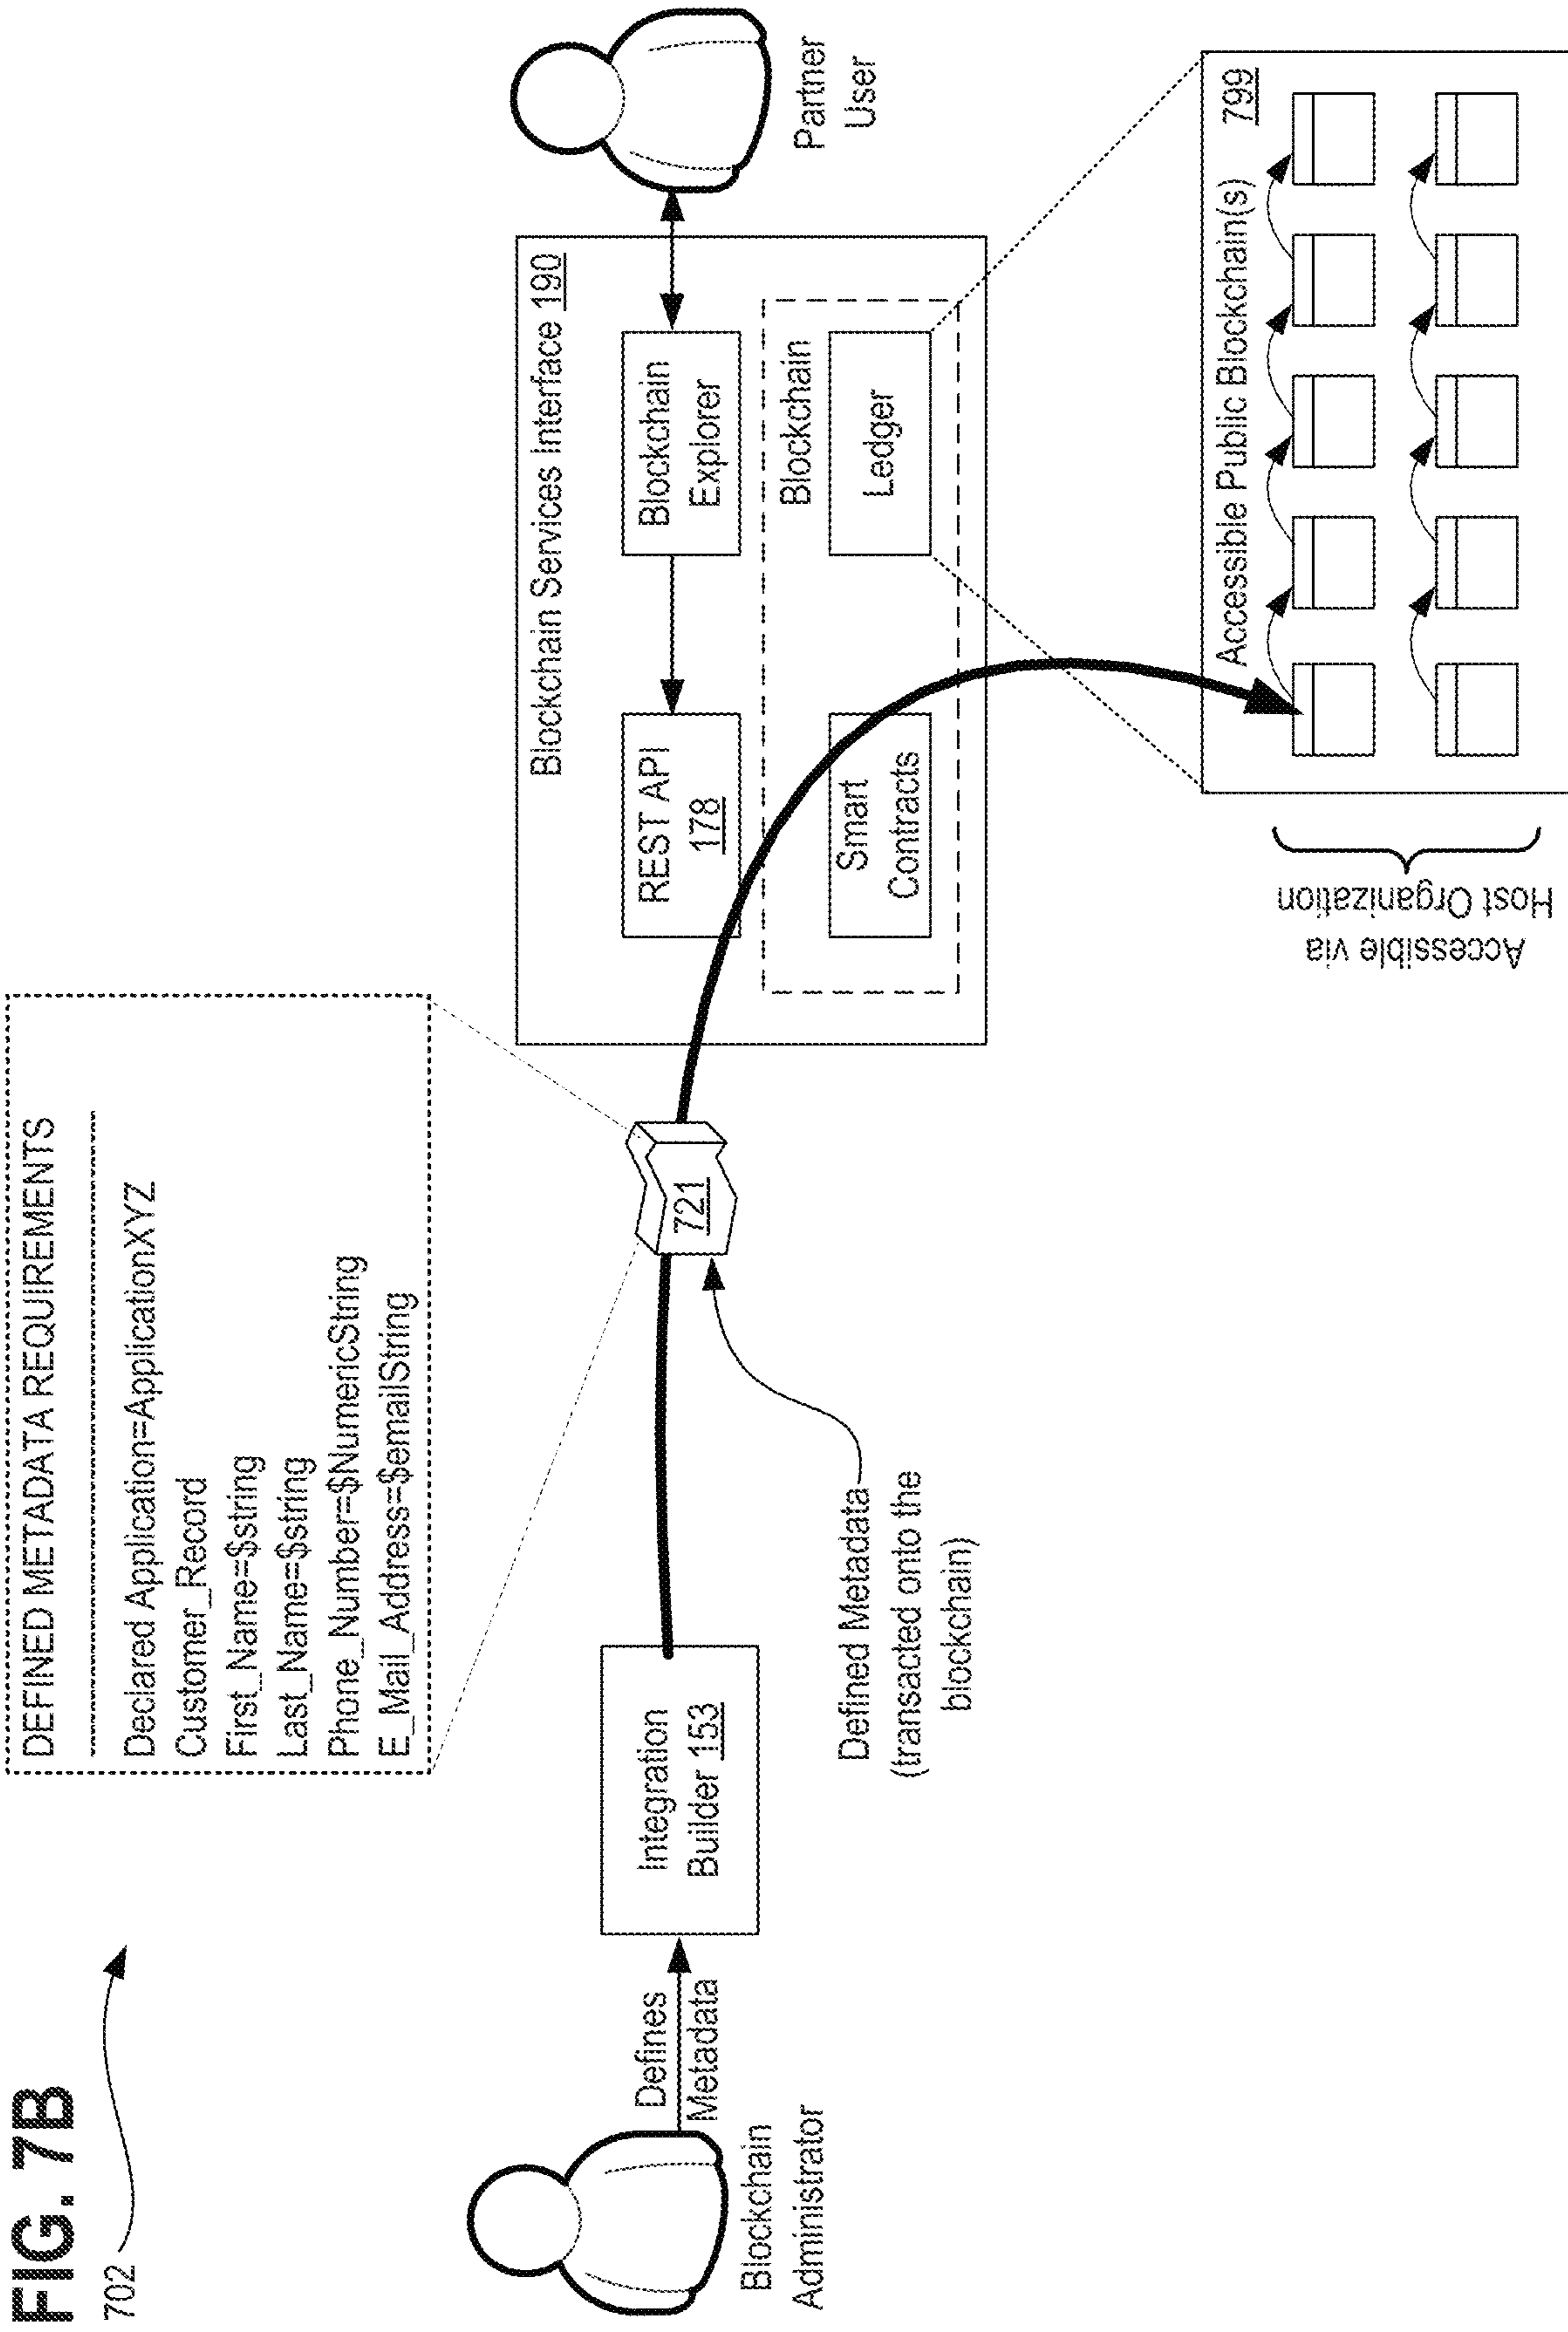 FIG. 7B
702
DEFINED METADATA REQUIREMENTS
Declared Application=ApplicationXYZ
Customer_Record
First_Name=$string
Last_Name=$string
Phone_Number=$NumericString
E_Mail_Address=$emailString
Blockchain
Administrator
Defines
Metadata
Integration
Builder 153
721
Defined Metadata
(transacted onto the
blockchain)
Blockchain Services Interface 190
REST API
178
Blockchain
Explorer
Blockchain
Smart
Contracts
Ledger
Partner
User
Accessible Public Blockchain(s) 799
Accessible via
Host Organization